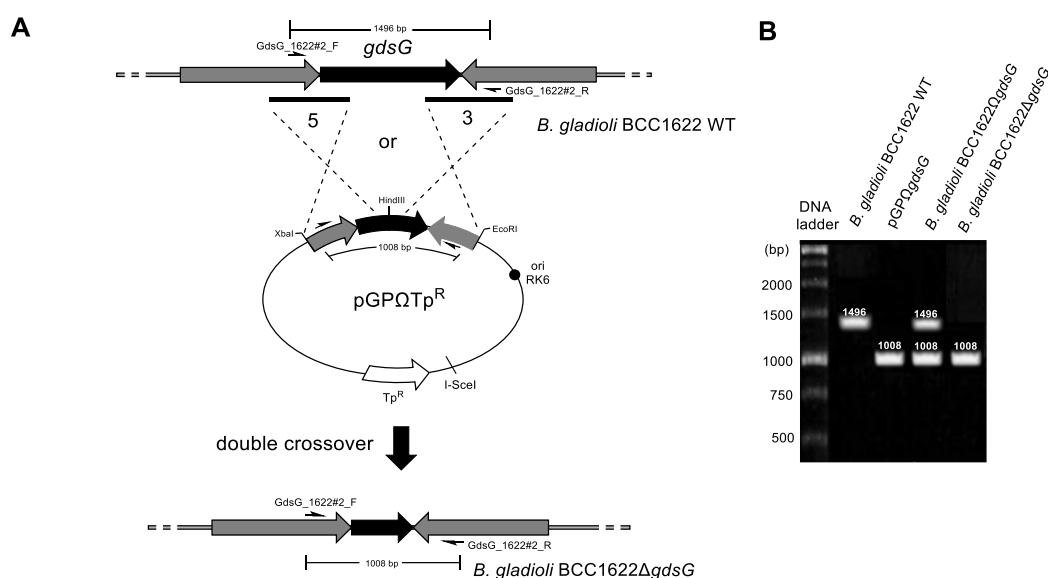 A
1496 bp
gdsG
GdsG_1622#2_F
GdsG_1622#2_R
5
3
B. gladioli BCC1622 WT
or
HindIII
XbaI
EcoRI
1008 bp
ori
RK6
pGPΩTpR
I-SceI
TpR
double crossover
GdsG_1622#2_F
GdsG_1622#2_R
1008 bp
B. gladioli BCC1622ΔgdsG
B
DNA
ladder
B. gladioli BCC1622 WT
pGPΩgdsG
B. gladioli BCC1622ΩgdsG
B. gladioli BCC1622ΔgdsG
(bp)
2000
1500
1000
750
500
1496
1496
1008
1008
1008